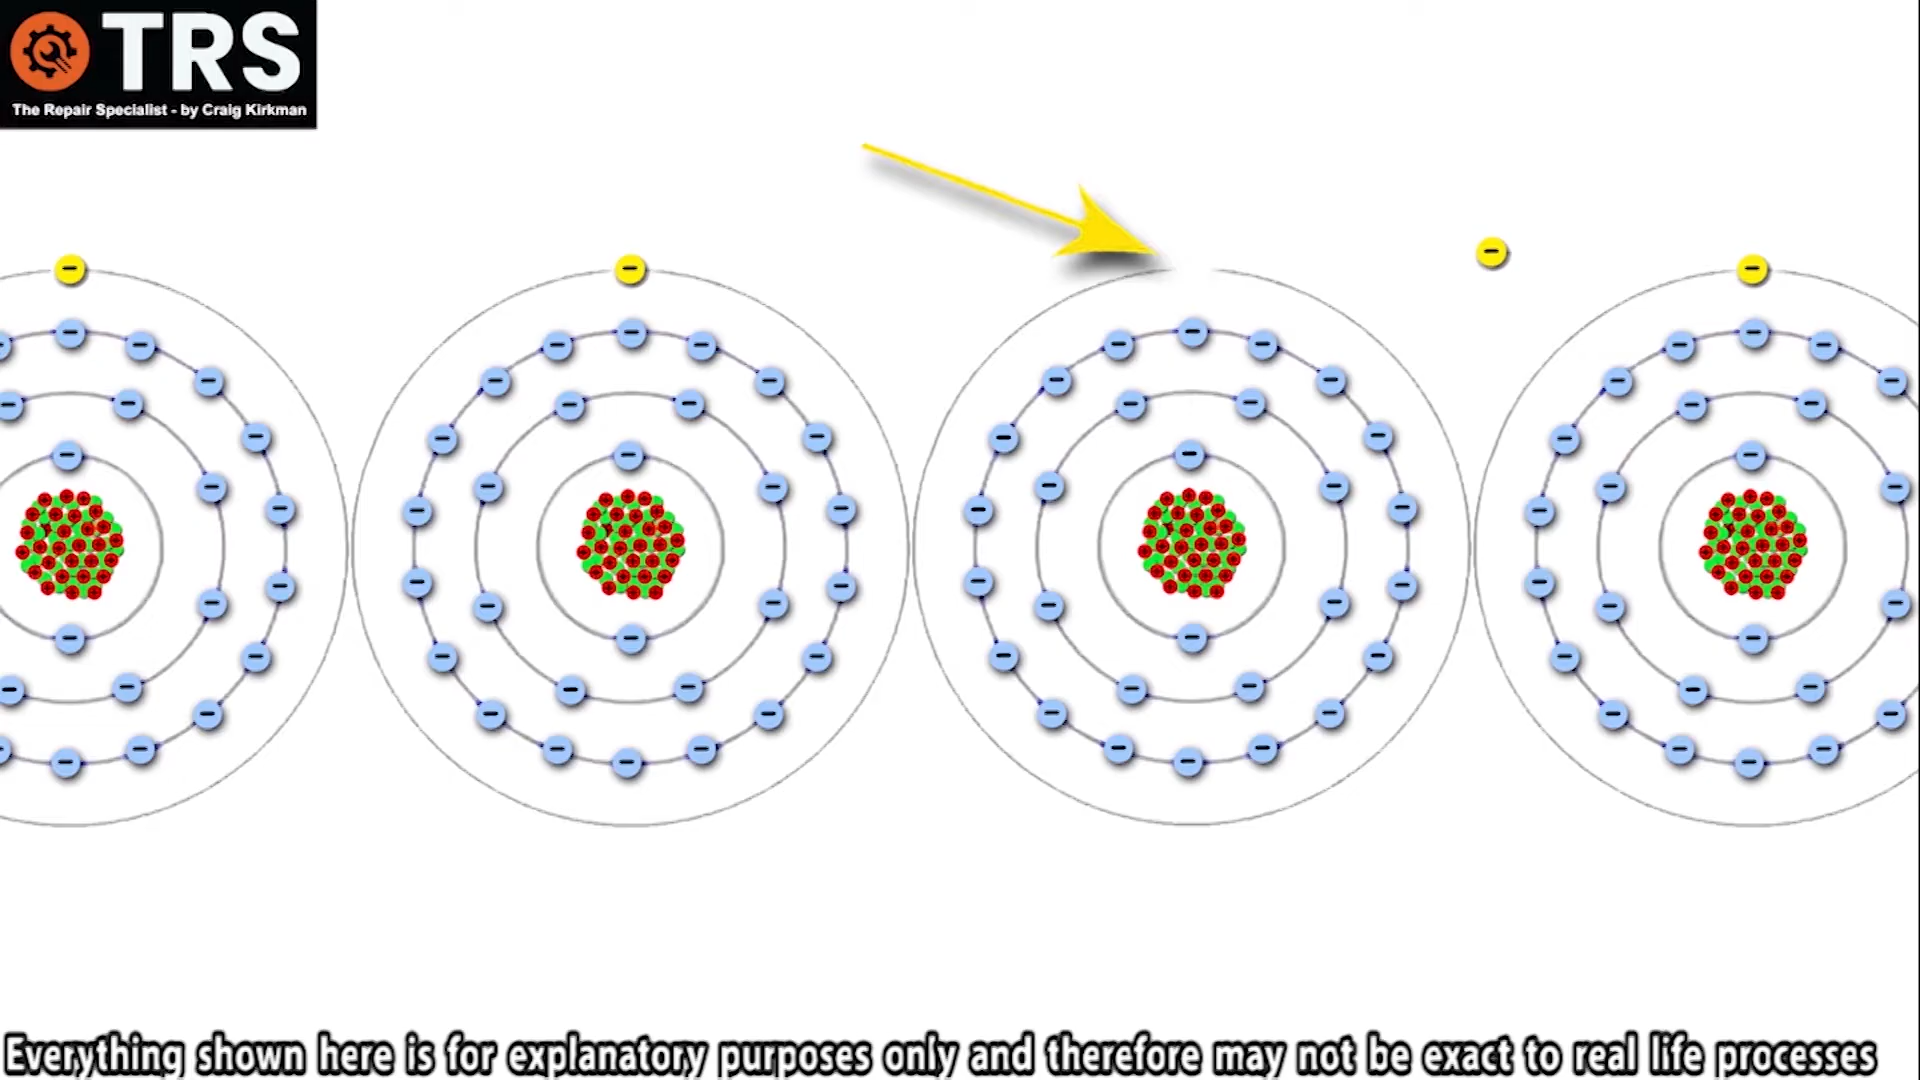 TRS
The Repair Specialist - by Craig Kirkman
Everything shown here is for explanatory purposes only and therefore may not be exact to real life processes